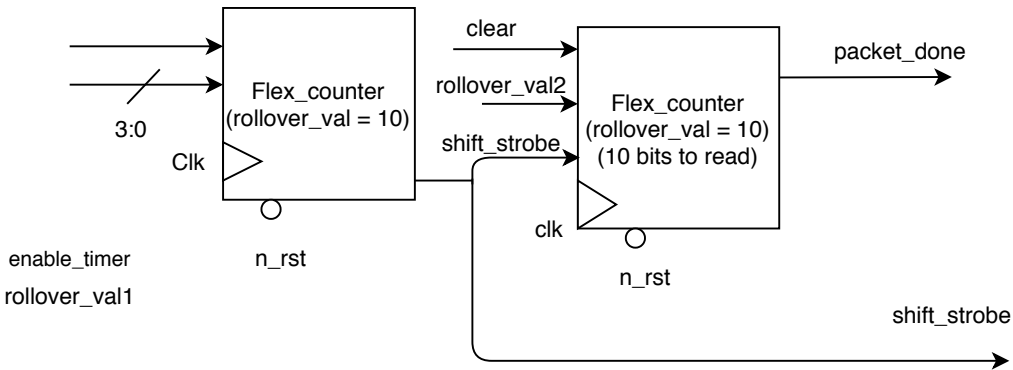 clear
packet_done
rollover_val2
Flex_counter
(rollover_val = 10)
3:0
Flex_counter
(rollover_val = 10)
(10 bits to read)
shift_strobe
Clk
clk
enable_timer
n_rst
n_rst
rollover_val1
shift_strobe